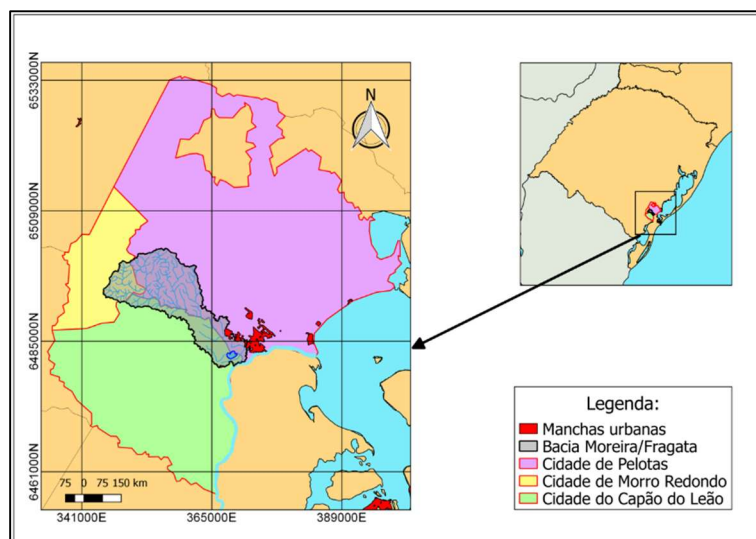 6533000N
6509000N
6485000N
6461000N
N
75 0 75 150 km
341000E 365000E 389000E
Legenda:
Manchas urbanas
Bacia Moreira/Fragata
Cidade de Pelotas
Cidade de Morro Redondo
Cidade do Capão do Leão